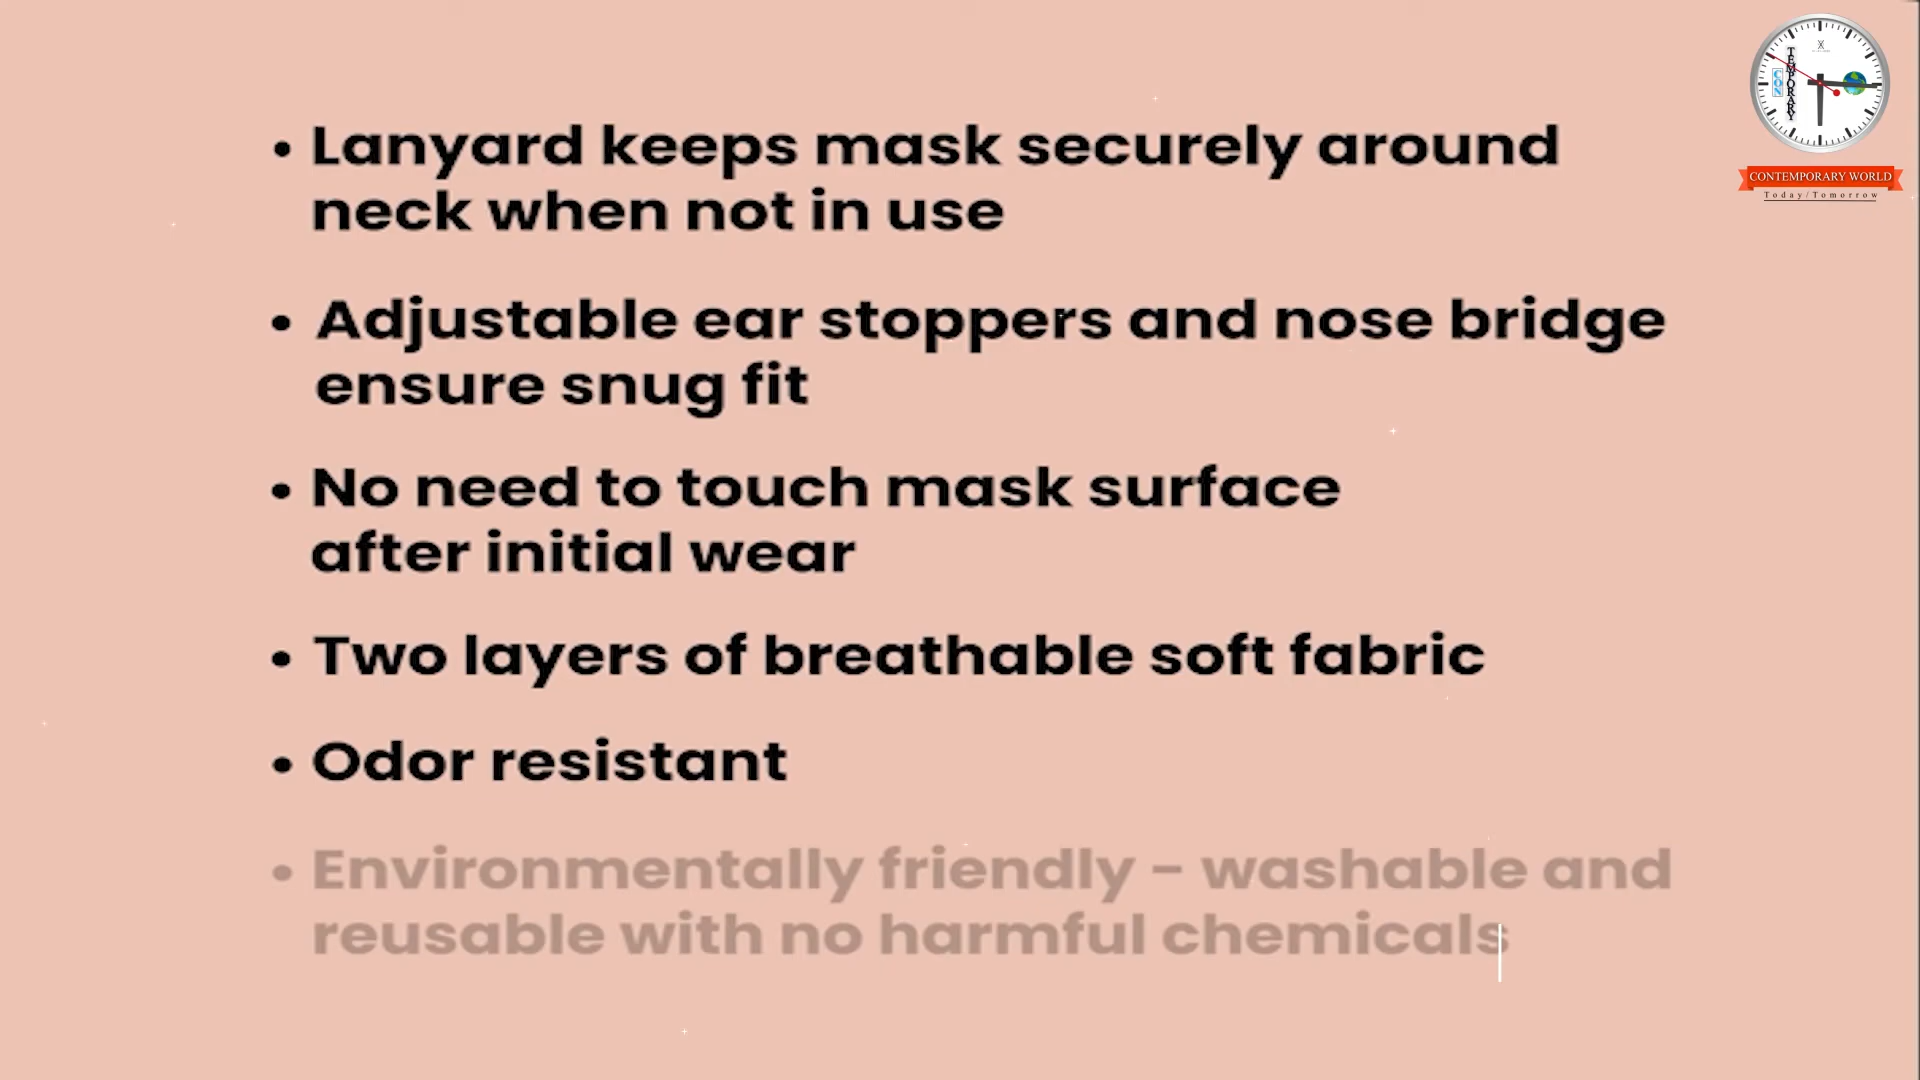 • Lanyard keeps mask securely around
neck when not in use
• Adjustable ear stoppers and nose bridge
ensure snug fit
• No need to touch mask surface
after initial wear
• Two layers of breathable soft fabric
• Odor resistant
• Environmentally friendly – washable and
reusable with no harmful chemicals
CON
TEMPORARY
CONTEMPORARY WORLD
Today/Tomorrow